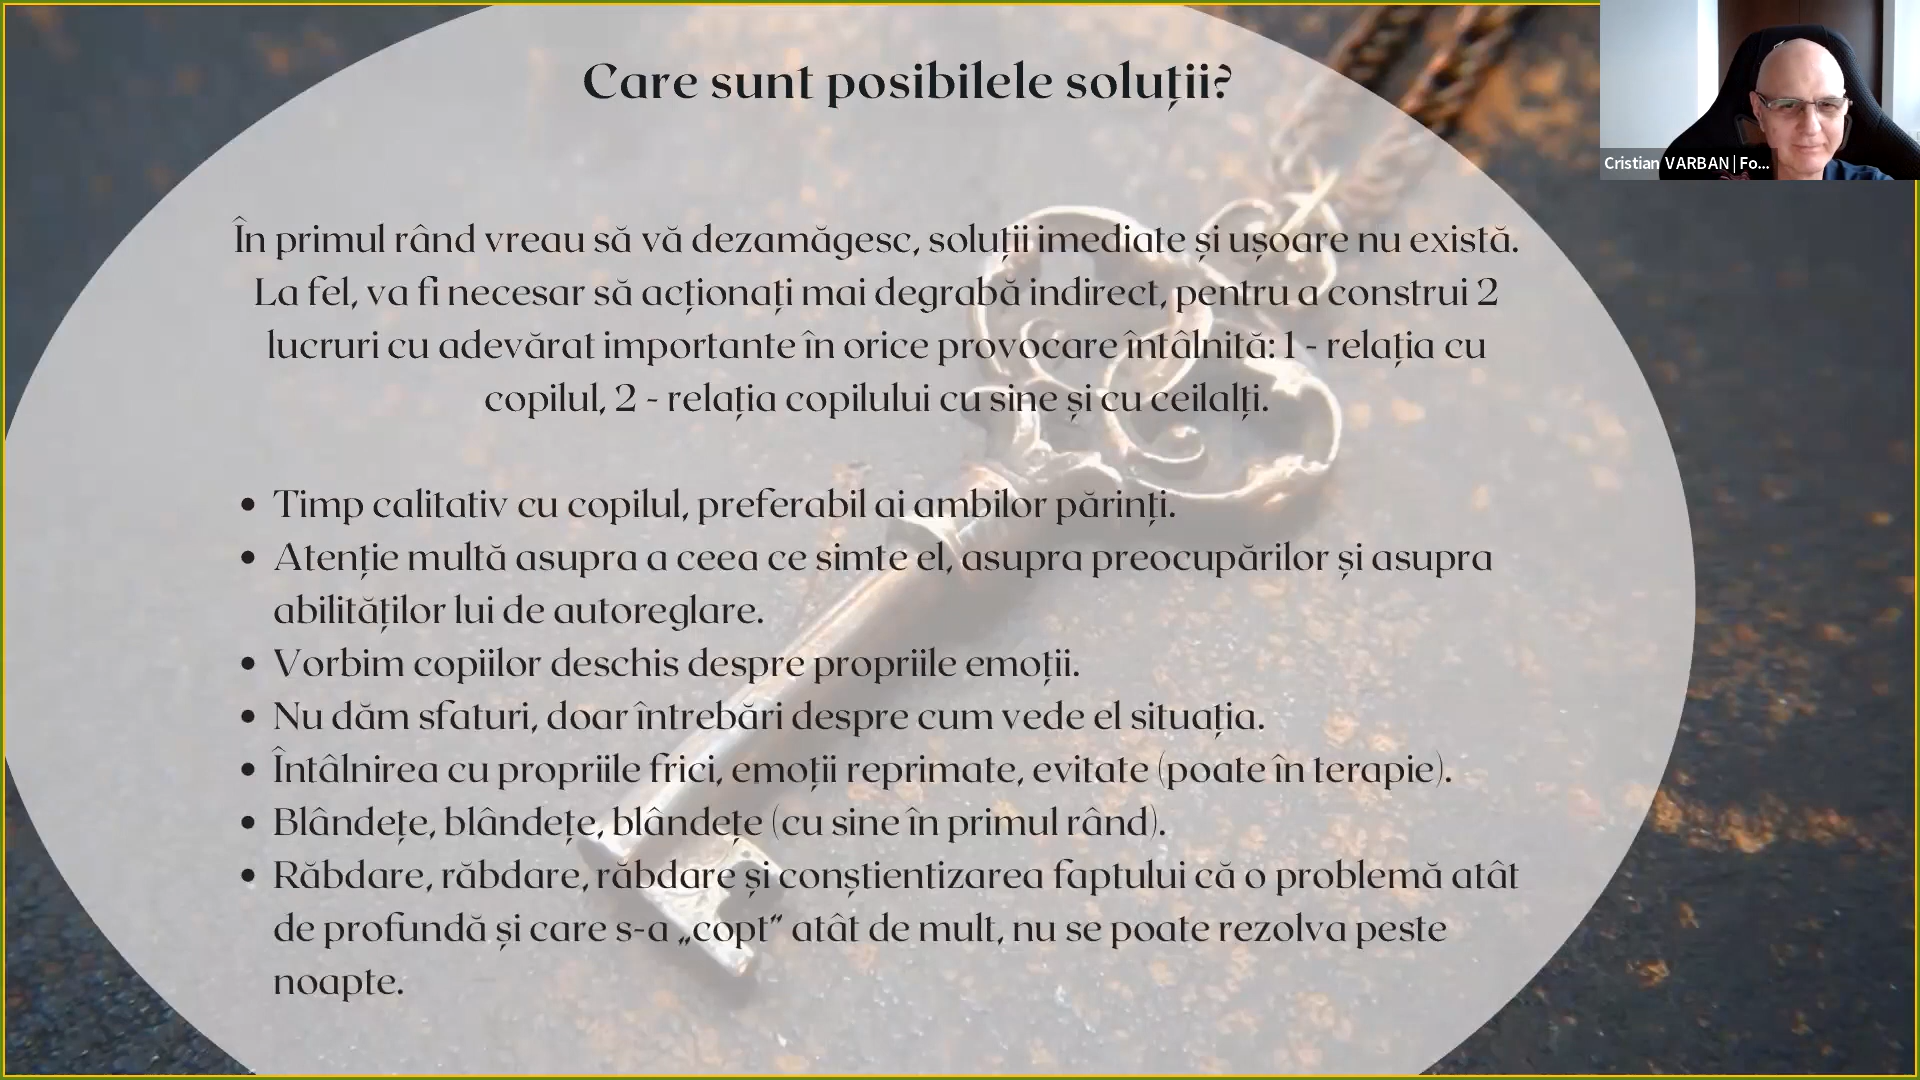 Care sunt posibilele soluții?
Cristian VARBAN | Fo...
În primul rând vreau să vă dezamăgesc, soluții imediate și ușoare nu există.
La fel, va fi necesar să acționați mai degrabă indirect, pentru a construi 2
lucruri cu adevărat importante în orice provocare întâlnită: 1 - relația cu
copilul, 2 - relația copilului cu sine și cu ceilalți.
• Timp calitativ cu copilul, preferabil ai ambilor părinți.
• Atenție multă asupra a ceea ce simte el, asupra preocupărilor și asupra
abilităților lui de autoreglare.
• Vorbim copiilor deschis despre propriile emoții.
• Nu dăm sfaturi, doar întrebări despre cum vede el situația.
• Întâlnirea cu propriile frici, emoții reprimate, evitate (poate în terapie).
• Blândețe, blândețe, blândețe (cu sine în primul rând).
• Răbdare, răbdare, răbdare și conștientizarea faptului că o problemă atât
de profundă și care s-a „copt” atât de mult, nu se poate rezolva peste
noapte.